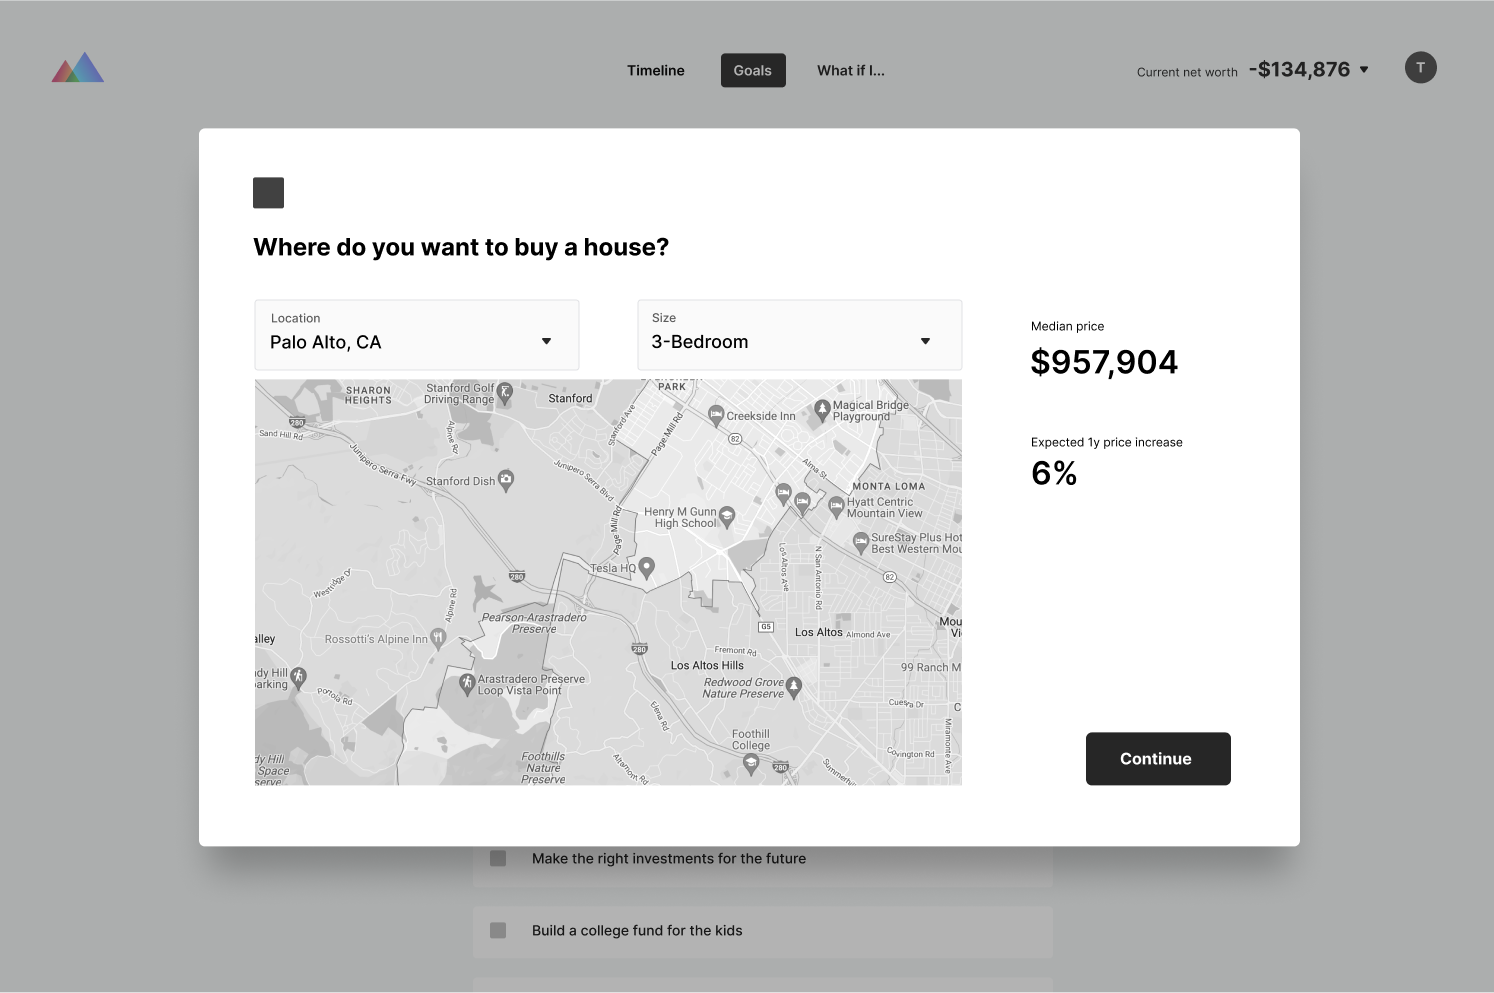 Timeline
Goals
What if I...
Current net worth
-$134,876
T
Where do you want to buy a house?
Location
Palo Alto, CA
Size
3-Bedroom
Median price
$957,904
Expected 1y price increase
6%
SHARON
HEIGHTS
Stanford Golf
Driving Range
Stanford
PARK
Creekside Inn
Magical Bridge
Playground
280
Sand Hill Rd
Alpine Rd
Stanford Ave
Page Mill Rd
82
Junipero Serra Fwy
Stanford Dish
Junipero Serra Blvd
Alma St
MONTA LOMA
Hyatt Centric
Mountain View
Henry M Gunn
High School
Page Mill Rd
SureStay Plus Hot
Best Western Mou
Tesla HQ
280
Los Altos Ave
N San Antonio Rd
82
Westridge Dr
Alpine Rd
Pearson-Arastradero
Preserve
G5
Los Altos
Almond Ave
Mou
Vi
alley
Rossotti's Alpine Inn
280
Fremont Rd
Los Altos Hills
99 Ranch M
dy Hill
arking
Arastradero Preserve
Loop Vista Point
Redwood Grove
Nature Preserve
Portola Rd
Elena Rd
Cuesta Dr
C
Foothill
College
Miramonte Ave
Covington Rd
dy Hill
Space
serve
Foothills
Nature
Preserve
Altamont Rd
280
Summerhill
Continue
Make the right investments for the future
Build a college fund for the kids